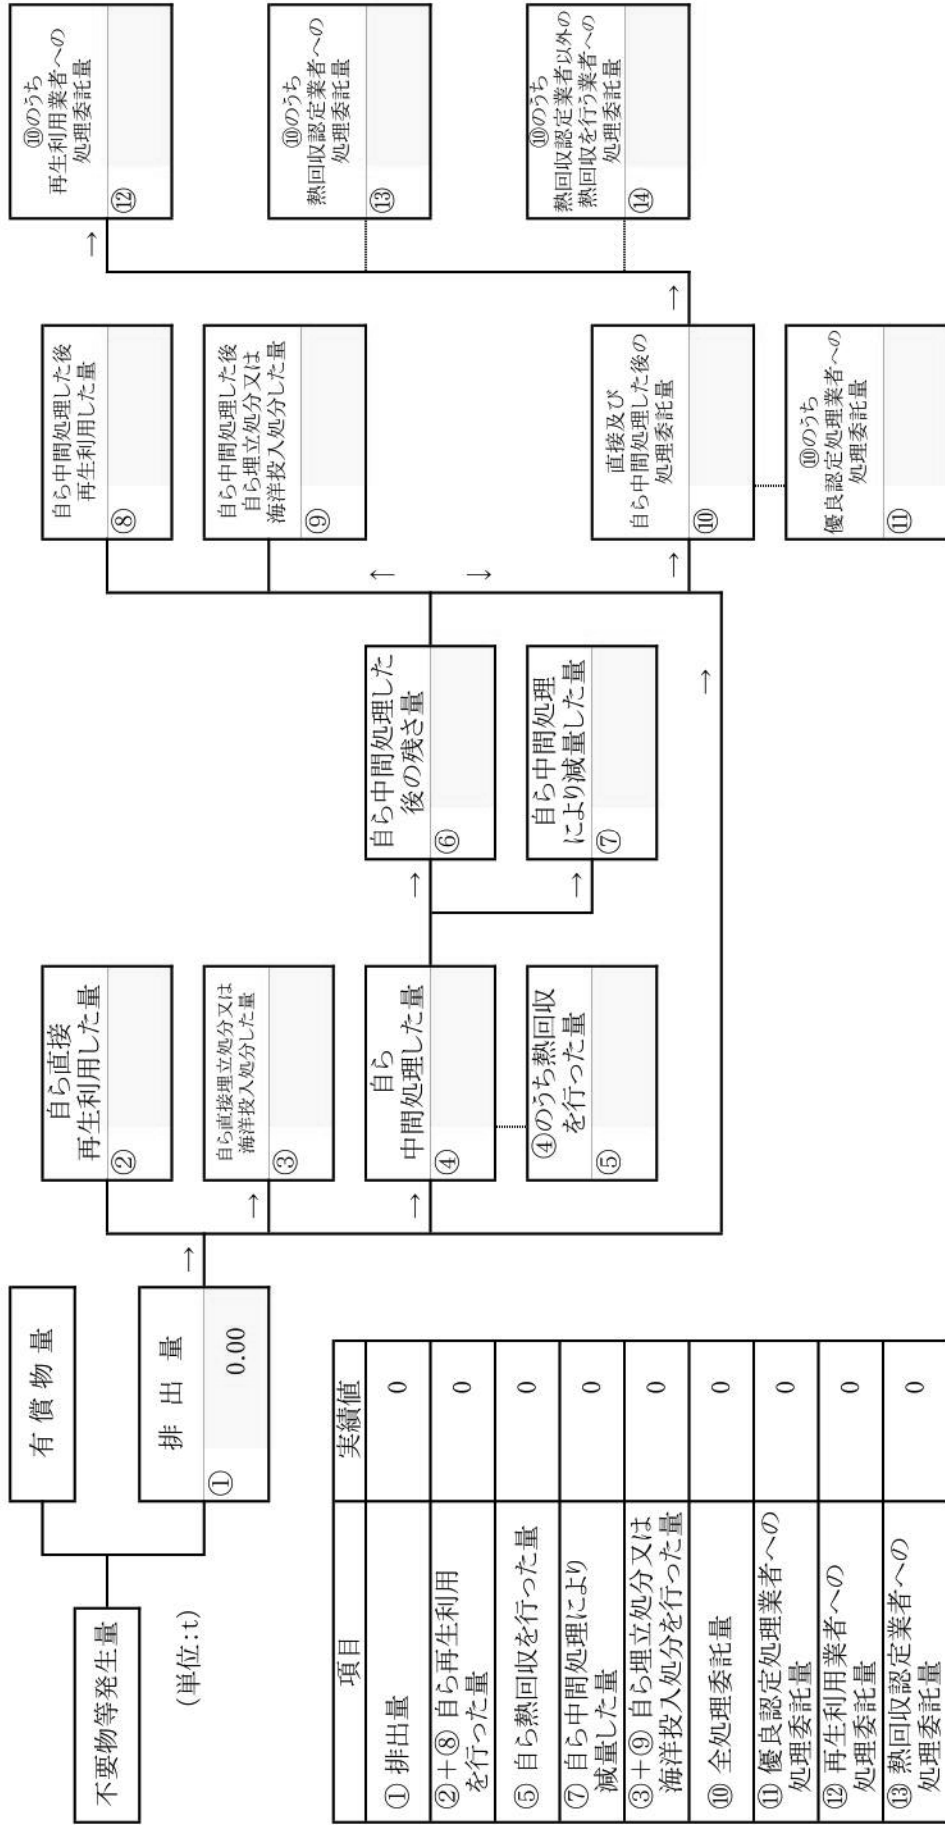 不要物等発生量
(単位:t)
有償物量
排出量
①
0.00
自ら直接
再生利用した量
②
自ら直接埋立処分又は
海洋投入処分した量
③
自ら
中間処理した量
④
④のうち熱回収
を行った量
⑤
自ら中間処理した
後の残さ量
⑥
自ら中間処理
により減量した量
⑦
自ら中間処理した後
再生利用した量
⑧
自ら中間処理した後
自ら埋立処分又は
海洋投入処分した量
⑨
直接及び
自ら中間処理した後の
処理委託量
⑩
⑩のうち
優良認定処理業者への
処理委託量
⑪
⑩のうち
再生利用業者への
処理委託量
⑫
⑩のうち
熱回収認定業者への
処理委託量
⑬
⑩のうち
熱回収認定業者以外の
熱回収を行う業者への
処理委託量
⑭
項目 実績値
① 排出量 0
②+⑧ 自ら再生利用
を行った量 0
⑤ 自ら熱回収を行った量 0
⑦ 自ら中間処理により
減量した量 0
③+⑨ 自ら埋立処分又は
海洋投入処分を行った量 0
⑩ 全処理委託量 0
⑪ 優良認定処理業者への
処理委託量 0
⑫ 再生利用業者への
処理委託量 0
⑬ 熱回収認定業者への
処理委託量 0